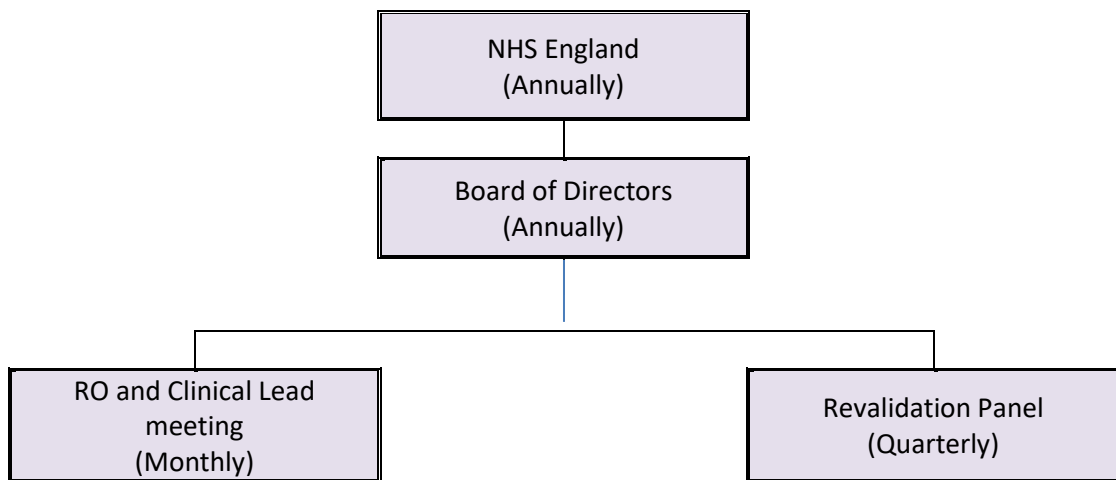 NHS England
(Annually)
Board of Directors
(Annually)
RO and Clinical Lead
meeting
(Monthly)
Revalidation Panel
(Quarterly)